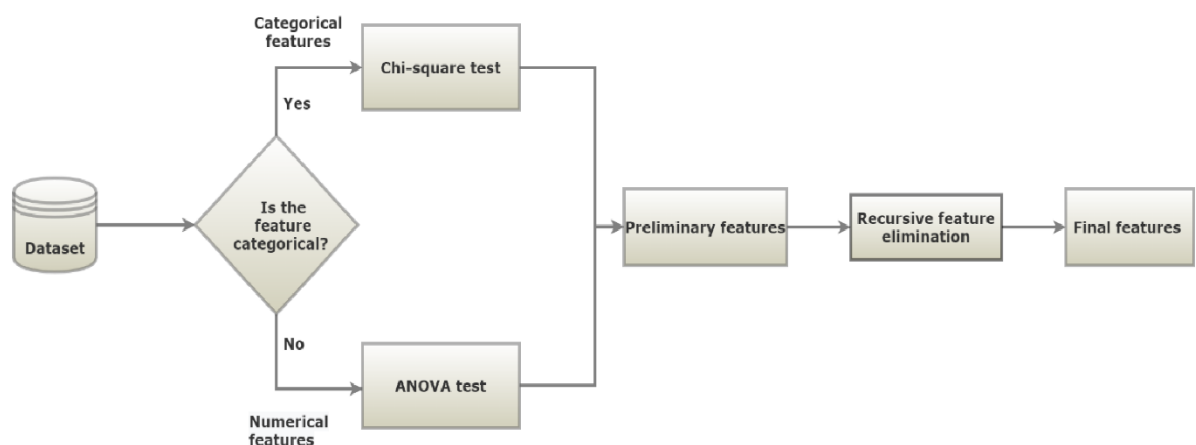 Categorical
features
Chi-square test
Yes
Is the
feature
categorical?
Dataset
Preliminary features
Recursive feature
elimination
Final features
No
ANOVA test
Numerical
features